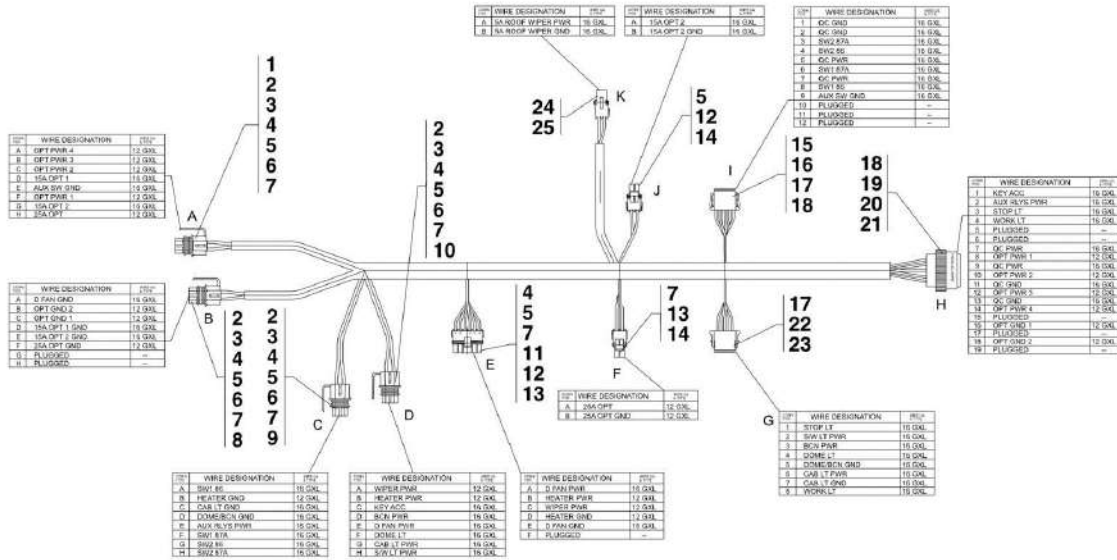 WIRE DESIGNATION
A 5A ROOF WIPER PWR 16 GXL
B 5A ROOF WIPER GND 16 GXL
WIRE DESIGNATION
A 15A OPT 2 16 GXL
B 15A OPT 2 GND 16 GXL
WIRE DESIGNATION
1 QC GND 16 GXL
2 QC GND 16 GXL
3 SW2 87A 16 GXL
4 SW2 86 16 GXL
5 QC PWR 16 GXL
6 SW1 87A 16 GXL
7 QC PWR 16 GXL
8 SW1 86 16 GXL
9 AUX SW GND 16 GXL
10 PLUGGED --
11 PLUGGED --
12 PLUGGED --
1
2
3
4
5
6
7
K
24
25
5
12
14
J
I
15
16
17
18
18
19
20
21
2
3
4
5
6
7
10
WIRE DESIGNATION
A OPT PWR 4 12 GXL
B OPT PWR 3 12 GXL
C OPT PWR 2 12 GXL
D 15A OPT 1 16 GXL
E AUX SW GND 16 GXL
F OPT PWR 1 12 GXL
G 15A OPT 2 16 GXL
H 25A OPT 12 GXL
A
WIRE DESIGNATION
1 KEY ACC 16 GXL
2 AUX RLYS PWR 16 GXL
3 STOP LT 16 GXL
4 WORK LT 16 GXL
5 PLUGGED --
6 PLUGGED --
7 QC PWR 16 GXL
8 OPT PWR 1 12 GXL
9 QC PWR 16 GXL
10 OPT PWR 2 12 GXL
11 QC GND 16 GXL
12 OPT PWR 3 12 GXL
13 QC GND 16 GXL
14 OPT PWR 4 12 GXL
15 PLUGGED --
16 OPT GND 1 12 GXL
17 PLUGGED --
18 OPT GND 2 12 GXL
19 PLUGGED --
H
WIRE DESIGNATION
A D FAN GND 16 GXL
B OPT GND 2 12 GXL
C OPT GND 1 12 GXL
D 15A OPT 1 GND 16 GXL
E 15A OPT 2 GND 16 GXL
F 25A OPT GND 12 GXL
G PLUGGED --
H PLUGGED --
B
2
3
4
5
6
7
8
2
3
4
5
6
7
9
C
D
E
4
5
7
11
12
13
7
13
14
F
17
22
23
G
WIRE DESIGNATION
A 25A OPT 12 GXL
B 25A OPT GND 12 GXL
WIRE DESIGNATION
1 STOP LT 16 GXL
2 S/W LT PWR 16 GXL
3 BCN PWR 16 GXL
4 DOME LT 16 GXL
5 DOME/BCN GND 16 GXL
6 CAB LT PWR 16 GXL
7 CAB LT GND 16 GXL
8 WORK LT 16 GXL
WIRE DESIGNATION
A SW1 86 16 GXL
B HEATER GND 12 GXL
C CAB LT GND 16 GXL
D DOME/BCN GND 16 GXL
E AUX RLYS PWR 16 GXL
F SW1 87A 16 GXL
G SW2 86 16 GXL
H SW2 87A 16 GXL
WIRE DESIGNATION
A WIPER PWR 12 GXL
B HEATER PWR 12 GXL
C KEY ACC 16 GXL
D BCN PWR 16 GXL
E D FAN PWR 16 GXL
F DOME LT 16 GXL
G CAB LT PWR 16 GXL
H S/W LT PWR 16 GXL
WIRE DESIGNATION
A D FAN PWR 16 GXL
B HEATER PWR 12 GXL
C WIPER PWR 12 GXL
D HEATER GND 12 GXL
E D FAN GND 16 GXL
F PLUGGED --